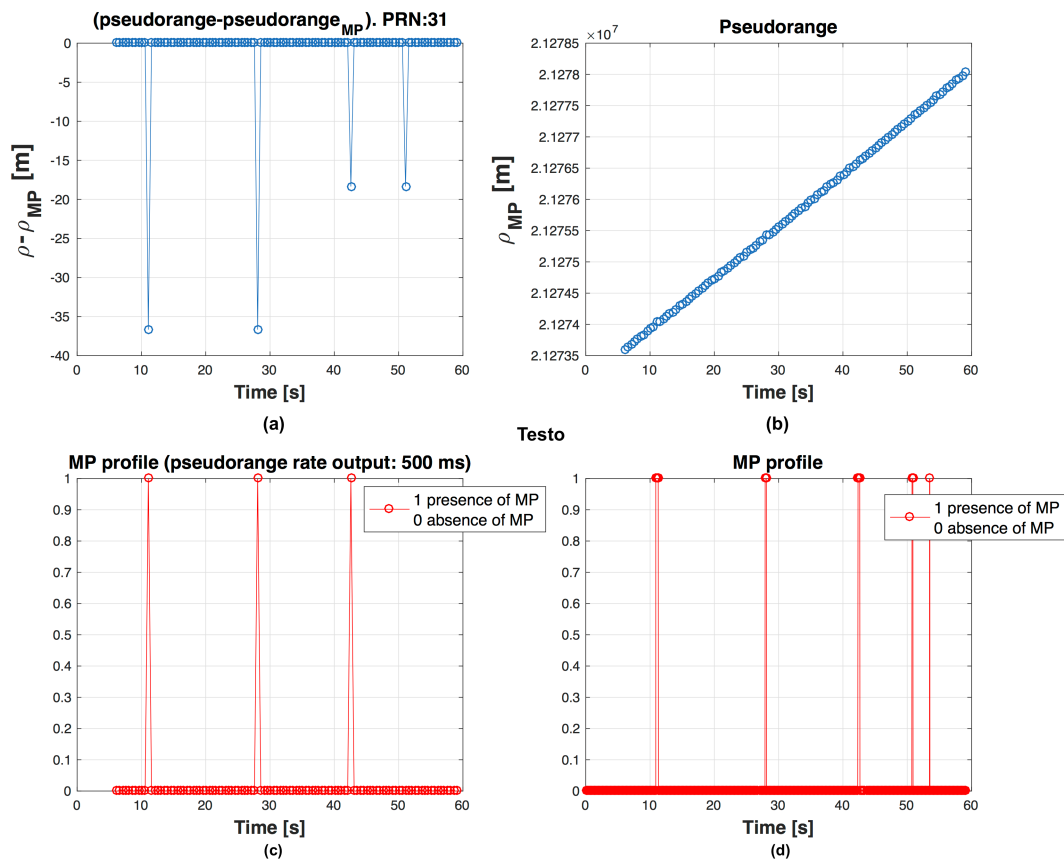 (pseudorange-pseudorange_MP). PRN:31
0
-5
-10
-15
-20
-25
-30
-35
-40
ρ - ρ_MP [m]
0 10 20 30 40 50 60
Time [s]
(a)
Pseudorange
2.12785 ×10^7
2.1278
2.12775
2.1277
2.12765
2.1276
2.12755
2.1275
2.12745
2.1274
2.12735
ρ_MP [m]
0 10 20 30 40 50 60
Time [s]
(b)
Testo
MP profile (pseudorange rate output: 500 ms)
1
0.9
0.8
0.7
0.6
0.5
0.4
0.3
0.2
0.1
0
1 presence of MP
0 absence of MP
0 10 20 30 40 50 60
Time [s]
(c)
MP profile
1
0.9
0.8
0.7
0.6
0.5
0.4
0.3
0.2
0.1
0
1 presence of MP
0 absence of MP
0 10 20 30 40 50 60
Time [s]
(d)